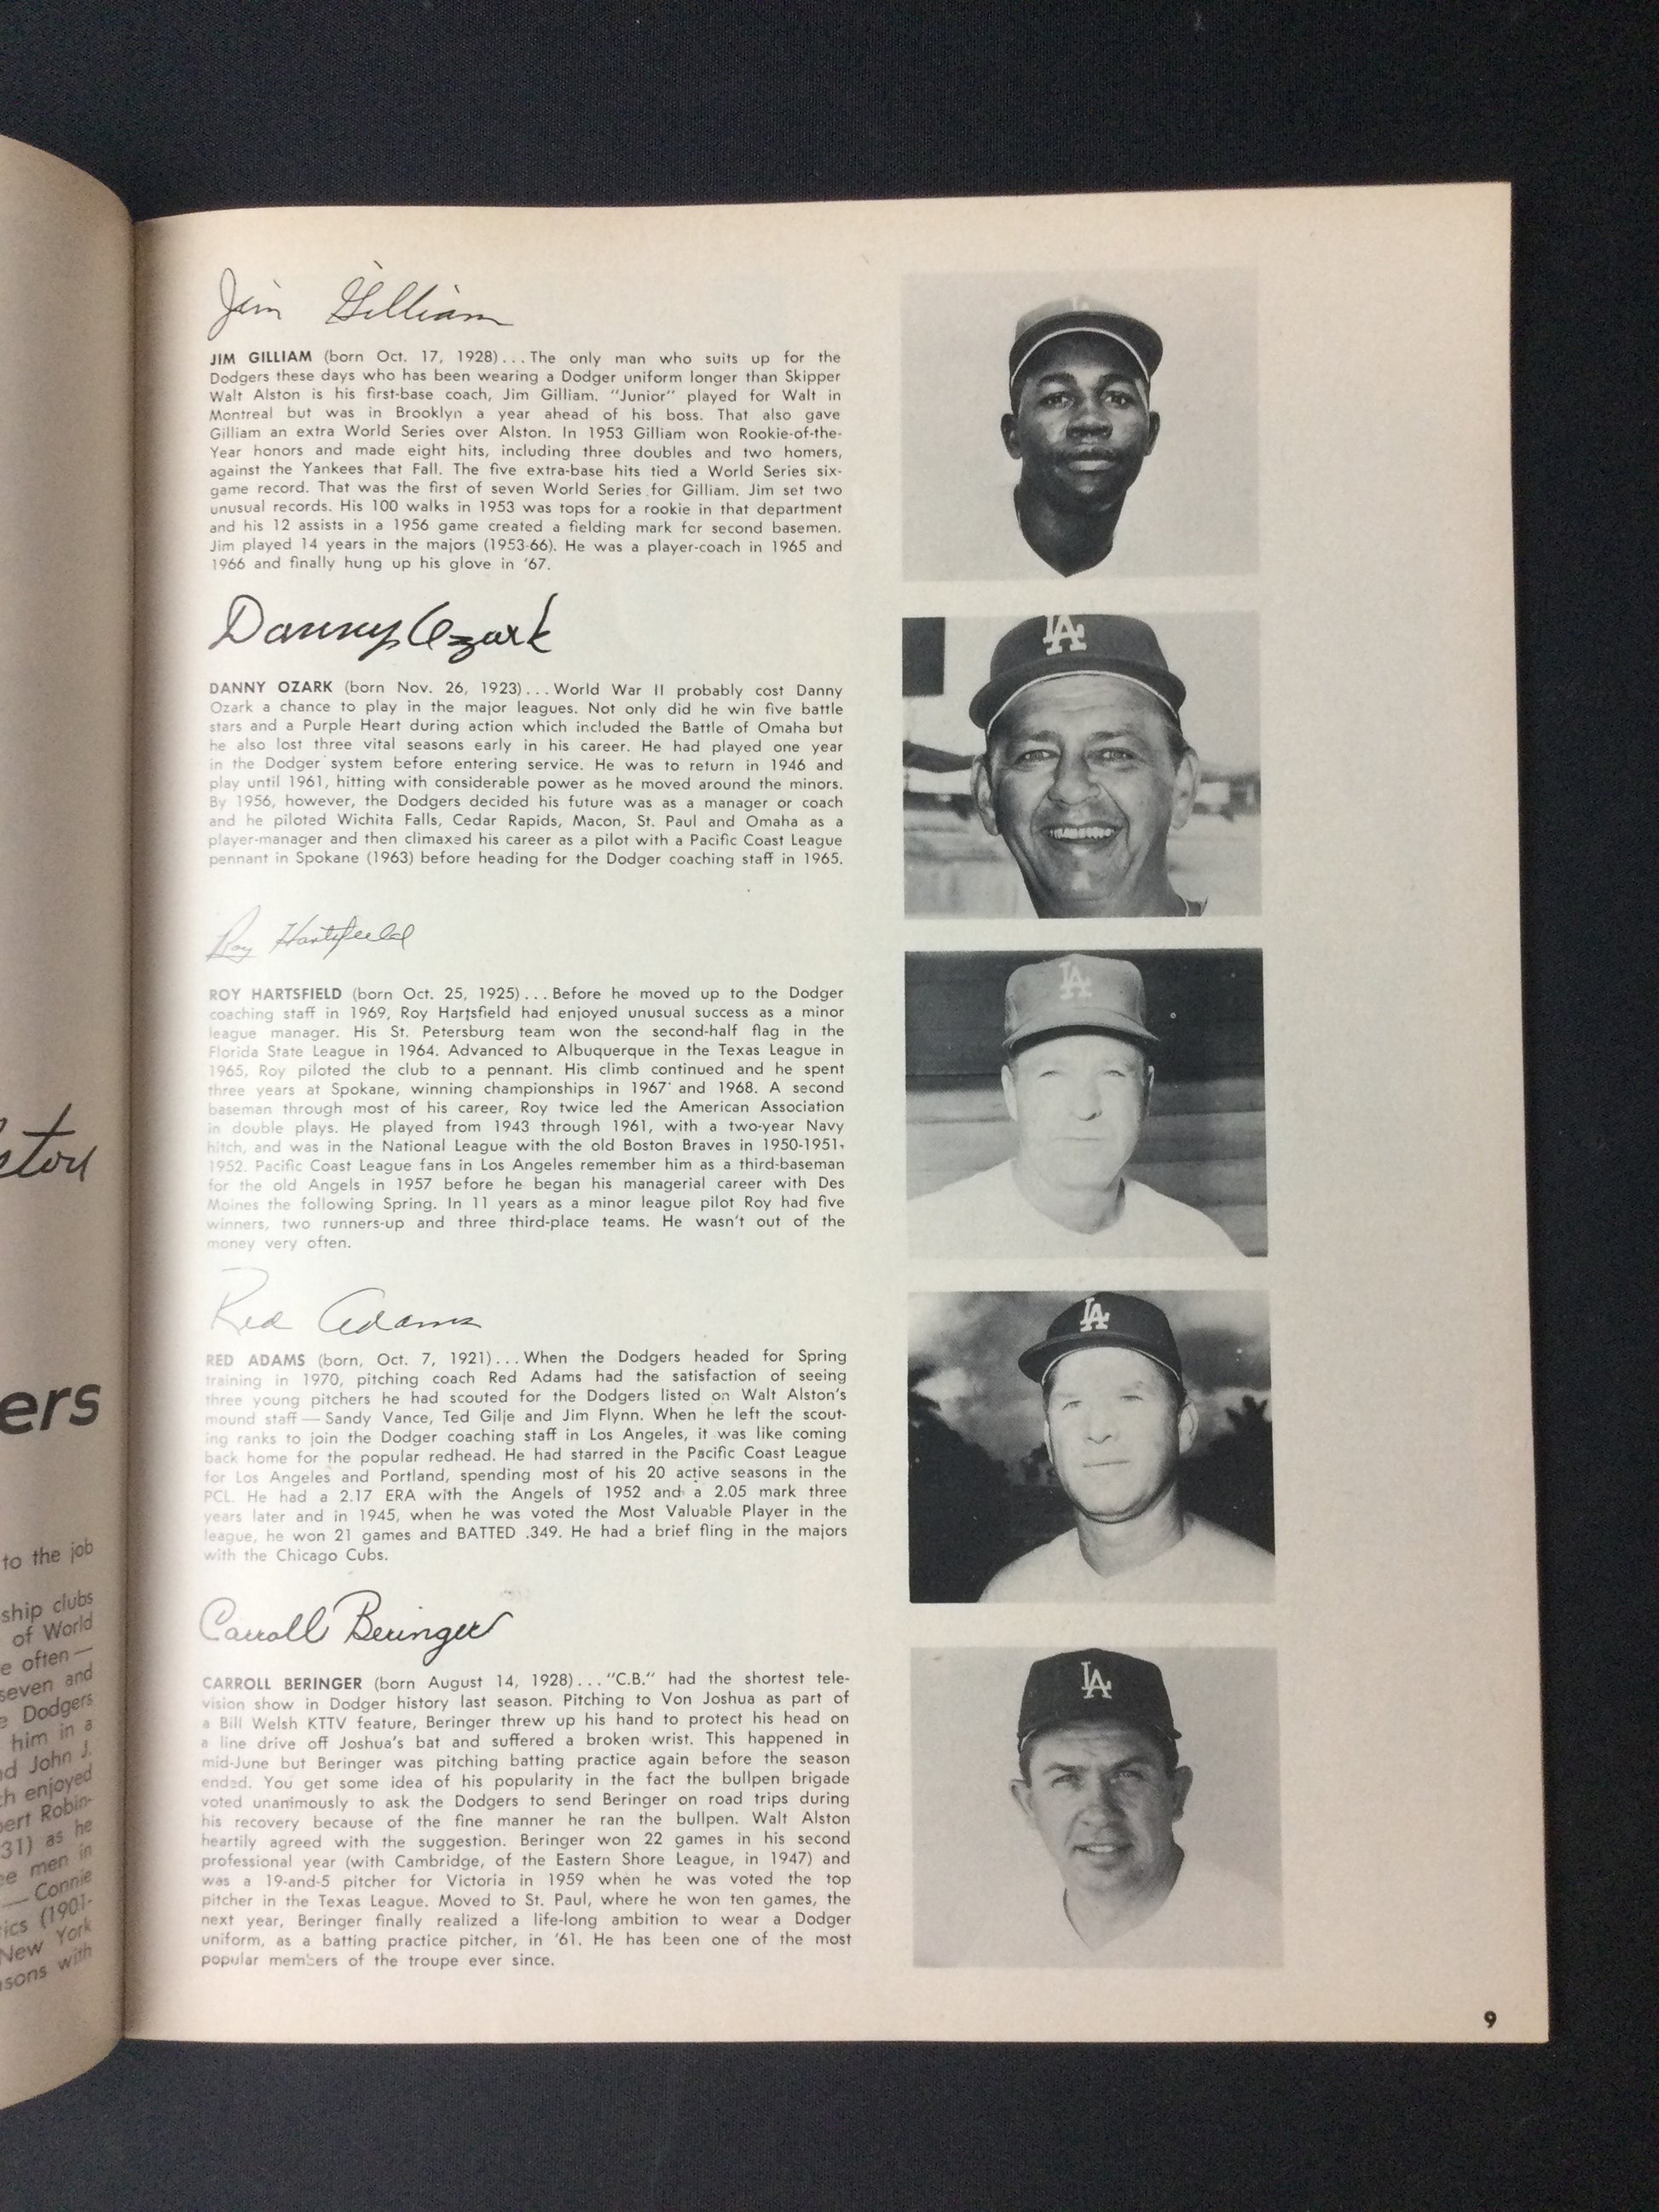 ston
ers
to the job
ship clubs
of World
e often —
seven and
e Dodgers
him in a
nd John J.
ch enjoyed
bert Robin-
31) as he
ee men in
— Connie
ics (1901-
New York
asons with
Jim Gilliam
JIM GILLIAM (born Oct. 17, 1928)...The only man who suits up for the
Dodgers these days who has been wearing a Dodger uniform longer than Skipper
Walt Alston is his first-base coach, Jim Gilliam. "Junior" played for Walt in
Montreal but was in Brooklyn a year ahead of his boss. That also gave
Gilliam an extra World Series over Alston. In 1953 Gilliam won Rookie-of-the-
Year honors and made eight hits, including three doubles and two homers,
against the Yankees that Fall. The five extra-base hits tied a World Series six-
game record. That was the first of seven World Series for Gilliam. Jim set two
unusual records. His 100 walks in 1953 was tops for a rookie in that department
and his 12 assists in a 1956 game created a fielding mark for second basemen.
Jim played 14 years in the majors (1953-66). He was a player-coach in 1965 and
1966 and finally hung up his glove in '67.
Danny Ozark
DANNY OZARK (born Nov. 26, 1923)...World War II probably cost Danny
Ozark a chance to play in the major leagues. Not only did he win five battle
stars and a Purple Heart during action which included the Battle of Omaha but
he also lost three vital seasons early in his career. He had played one year
in the Dodger system before entering service. He was to return in 1946 and
play until 1961, hitting with considerable power as he moved around the minors.
By 1956, however, the Dodgers decided his future was as a manager or coach
and he piloted Wichita Falls, Cedar Rapids, Macon, St. Paul and Omaha as a
player-manager and then climaxed his career as a pilot with a Pacific Coast League
pennant in Spokane (1963) before heading for the Dodger coaching staff in 1965.
Roy Hartsfield
ROY HARTSFIELD (born Oct. 25, 1925)...Before he moved up to the Dodger
coaching staff in 1969, Roy Hartsfield had enjoyed unusual success as a minor
league manager. His St. Petersburg team won the second-half flag in the
Florida State League in 1964. Advanced to Albuquerque in the Texas League in
1965, Roy piloted the club to a pennant. His climb continued and he spent
three years at Spokane, winning championships in 1967 and 1968. A second
baseman through most of his career, Roy twice led the American Association
in double plays. He played from 1943 through 1961, with a two-year Navy
hitch, and was in the National League with the old Boston Braves in 1950-1951-
1952. Pacific Coast League fans in Los Angeles remember him as a third-baseman
for the old Angels in 1957 before he began his managerial career with Des
Moines the following Spring. In 11 years as a minor league pilot Roy had five
winners, two runners-up and three third-place teams. He wasn't out of the
money very often.
Red Adams
RED ADAMS (born, Oct. 7, 1921)...When the Dodgers headed for Spring
training in 1970, pitching coach Red Adams had the satisfaction of seeing
three young pitchers he had scouted for the Dodgers listed on Walt Alston's
mound staff — Sandy Vance, Ted Gilje and Jim Flynn. When he left the scout-
ing ranks to join the Dodger coaching staff in Los Angeles, it was like coming
back home for the popular redhead. He had starred in the Pacific Coast League
for Los Angeles and Portland, spending most of his 20 active seasons in the
PCL. He had a 2.17 ERA with the Angels of 1952 and a 2.05 mark three
years later and in 1945, when he was voted the Most Valuable Player in the
league, he won 21 games and BATTED .349. He had a brief fling in the majors
with the Chicago Cubs.
Carroll Beringer
CARROLL BERINGER (born August 14, 1928)..."C.B." had the shortest tele-
vision show in Dodger history last season. Pitching to Von Joshua as part of
a Bill Welsh KTTV feature, Beringer threw up his hand to protect his head on
a line drive off Joshua's bat and suffered a broken wrist. This happened in
mid-June but Beringer was pitching batting practice again before the season
ended. You get some idea of his popularity in the fact the bullpen brigade
voted unanimously to ask the Dodgers to send Beringer on road trips during
his recovery because of the fine manner he ran the bullpen. Walt Alston
heartily agreed with the suggestion. Beringer won 22 games in his second
professional year (with Cambridge, of the Eastern Shore League, in 1947) and
was a 19-and-5 pitcher for Victoria in 1959 when he was voted the top
pitcher in the Texas League. Moved to St. Paul, where he won ten games, the
next year, Beringer finally realized a life-long ambition to wear a Dodger
uniform, as a batting practice pitcher, in '61. He has been one of the most
popular members of the troupe ever since.
LA
LA
LA
LA
9